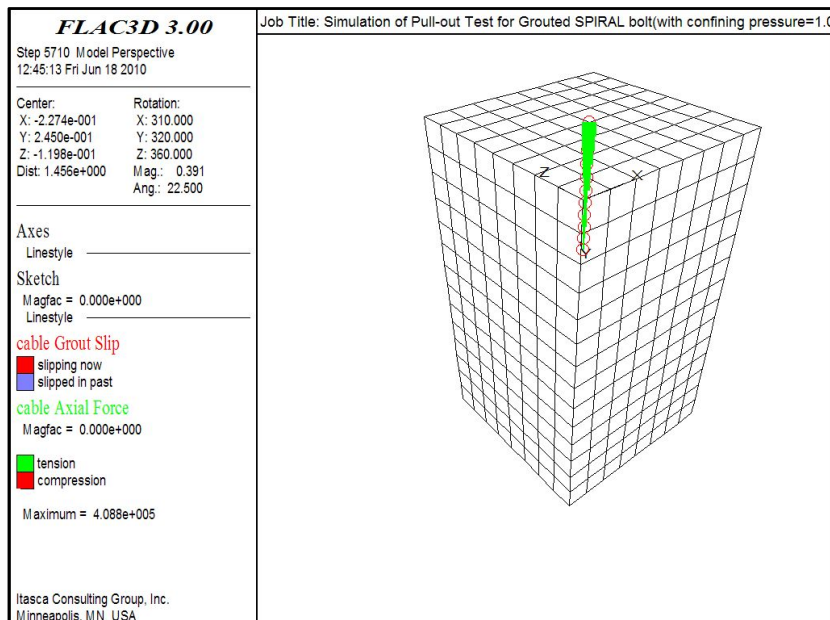 FLAC3D 3.00
Job Title: Simulation of Pull-out Test for Grouted SPIRAL bolt(with confining pressure=1.0
Step 5710 Model Perspective
12:45:13 Fri Jun 18 2010
Center: Rotation:
X: -2.274e-001 X: 310.000
Y: 2.450e-001 Y: 320.000
Z: -1.198e-001 Z: 360.000
Dist: 1.456e+000 Mag.: 0.391
Ang.: 22.500
Axes
Linestyle
Sketch
Magfac = 0.000e+000
Linestyle
cable Grout Slip
slipping now
slipped in past
cable Axial Force
Magfac = 0.000e+000
tension
compression
Maximum = 4.088e+005
Itasca Consulting Group, Inc.
Minneapolis, MN USA
Z
X
Y